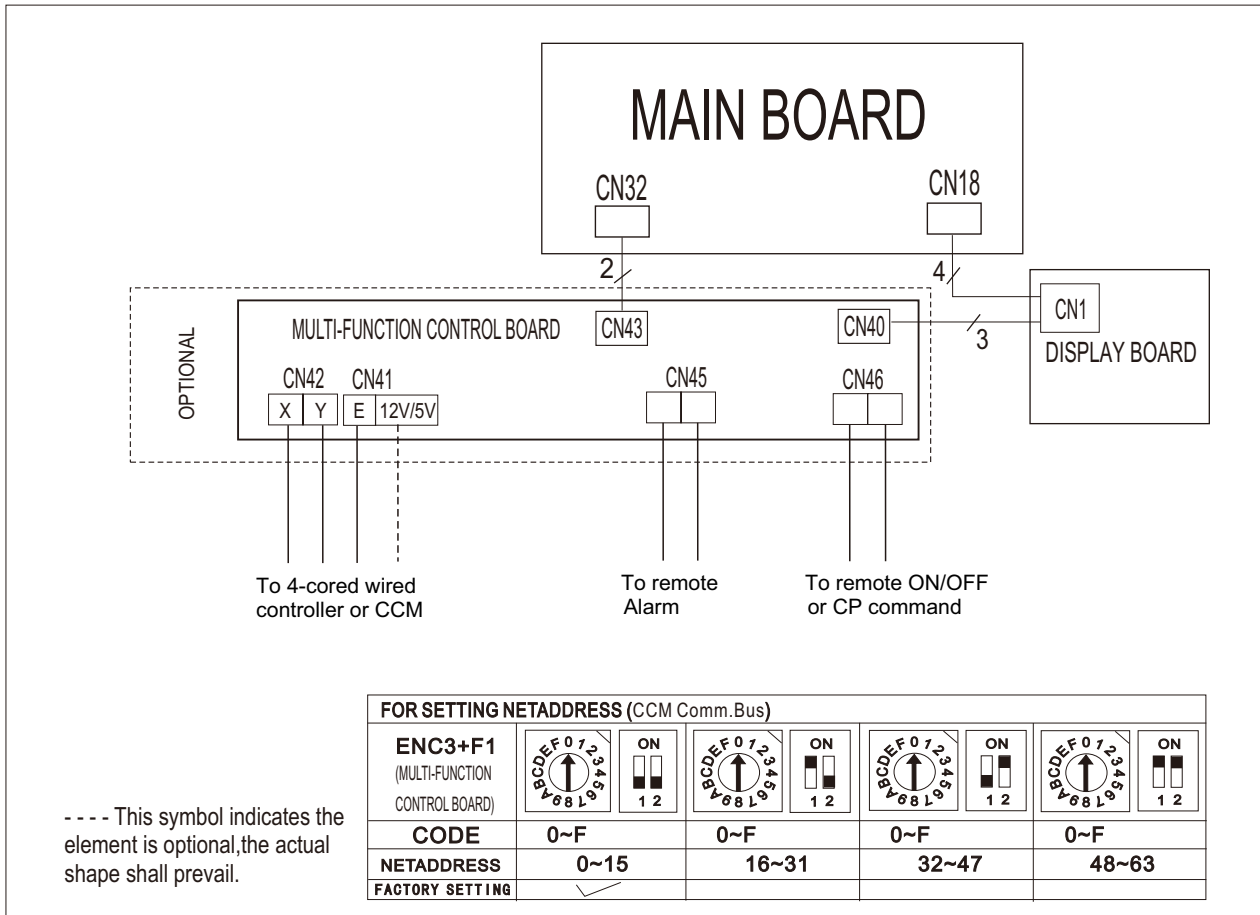 MAIN BOARD
CN32
CN18
2
4
OPTIONAL
MULTI-FUNCTION CONTROL BOARD
CN43
CN40
3
CN1
DISPLAY BOARD
CN42
CN41
CN45
CN46
X
Y
E
12V/5V
To 4-cored wired
controller or CCM
To remote
Alarm
To remote ON/OFF
or CP command
FOR SETTING NETADDRESS (CCM Comm.Bus)
ENC3+F1
(MULTI-FUNCTION
CONTROL BOARD)
0123456789ABCDEF
ON
1 2
0123456789ABCDEF
ON
1 2
0123456789ABCDEF
ON
1 2
0123456789ABCDEF
ON
1 2
CODE 0~F 0~F 0~F 0~F
NETADDRESS 0~15 16~31 32~47 48~63
FACTORY SETTING
- - - - This symbol indicates the
element is optional,the actual
shape shall prevail.